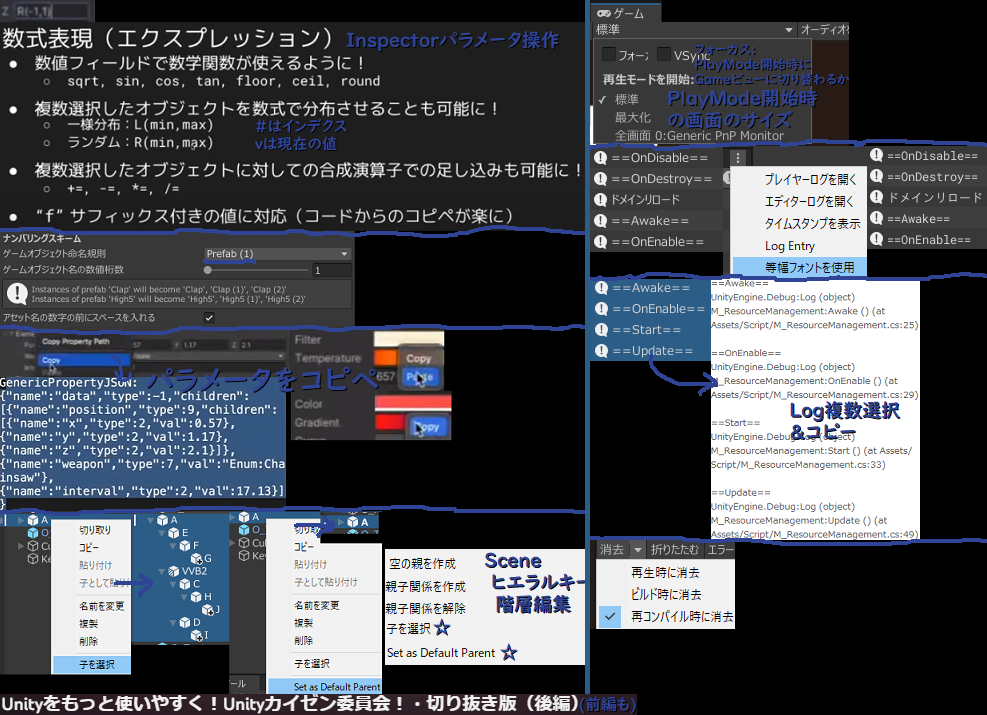 Z R(-1,1)
数式表現（エクスプレッション） Inspectorパラメータ操作
● 数値フィールドで数学関数が使えるように！
○ sqrt, sin, cos, tan, floor, ceil, round
● 複数選択したオブジェクトを数式で分布させることも可能に！
○ 一様分布：L(min,max) #はインデクス
○ ランダム：R(min,max) vは現在の値
● 複数選択したオブジェクトに対しての合成演算子での足し込みも可能に！
○ +=, -=, *=, /=
● “f” サフィックス付きの値に対応（コードからのコピペが楽に）
ナンバリングスキーム
ゲームオブジェクト命名規則 Prefab (1)
ゲームオブジェクト名の数値桁数 1
Instances of prefab 'Clap' will become 'Clap', 'Clap (1)', 'Clap (2)'
Instances of prefab 'High5' will become 'High5', 'High5 (1)', 'High5 (2)'
アセット名の数字の前にスペースを入れる
Copy Property Path
57 Y 1.17 Z 2.1
Copy
パラメータをコピペ
GenericPropertyJSON:
{"name":"data","type":-1,"children":
[{"name":"position","type":9,"children":
[{"name":"x","type":2,"val":0.57},
{"name":"y","type":2,"val":1.17},
{"name":"z","type":2,"val":2.1}]},
{"name":"weapon","type":7,"val":"Enum:Cha
insaw"},
{"name":"interval","type":2,"val":17.13}]
}
Filter
Temperature Copy
657 Paste
Color
Gradient Copy
A
切り取り
コピー
貼り付け
子として貼り付け
名前を変更
複製
削除
子を選択
A
E
F
G
VVB2
C
H
J
D
I
A
切り取
コピー
貼り付け
子として貼り付け
名前を変更
複製
削除
子を選択
Set as Default Parent
A
空の親を作成
親子関係を作成
親子関係を解除
子を選択 ☆
Set as Default Parent ☆
Scene
ヒエラルキー
階層編集
ール
Unityをもっと使いやすく！Unityカイゼン委員会！・切り抜き版（後編）(前編も)
ゲーム
標準 オーディオ
フォー VSync
フォーカス:
PlayMode開始時に
Gameビューに切り替わるか
再生モードを開始:
✓ 標準
最大化
全画面 0:Generic PnP Monitor
PlayMode開始時
の画面のサイズ
==OnDisable==
==OnDestroy==
ドメインリロード
==Awake==
==OnEnable==
プレイヤーログを開く
エディターログを開く
タイムスタンプを表示
Log Entry
等幅フォントを使用
==OnDisable==
==OnDestroy==
ドメインリロード
==Awake==
==OnEnable==
==Awake==
==OnEnable==
==Start==
==Update==
==Awake==
UnityEngine.Debug:Log (object)
M_ResourceManagement:Awake () (at
Assets/Script/M_ResourceManagement.cs:25)
==OnEnable==
UnityEngine.Debug:Log (object)
M_ResourceManagement:OnEnable () (at
Assets/Script/M_ResourceManagement.cs:29)
Log複数選択
&コピー
==Start==
UnityEngine.Debug:Log (object)
M_ResourceManagement:Start () (at Assets/
Script/M_ResourceManagement.cs:33)
==Update==
UnityEngine.Debug:Log (object)
M_ResourceManagement:Update () (at
Assets/Script/M_ResourceManagement.cs:49)
消去 折りたたむ エラー
再生時に消去
ビルド時に消去
✓ 再コンパイル時に消去